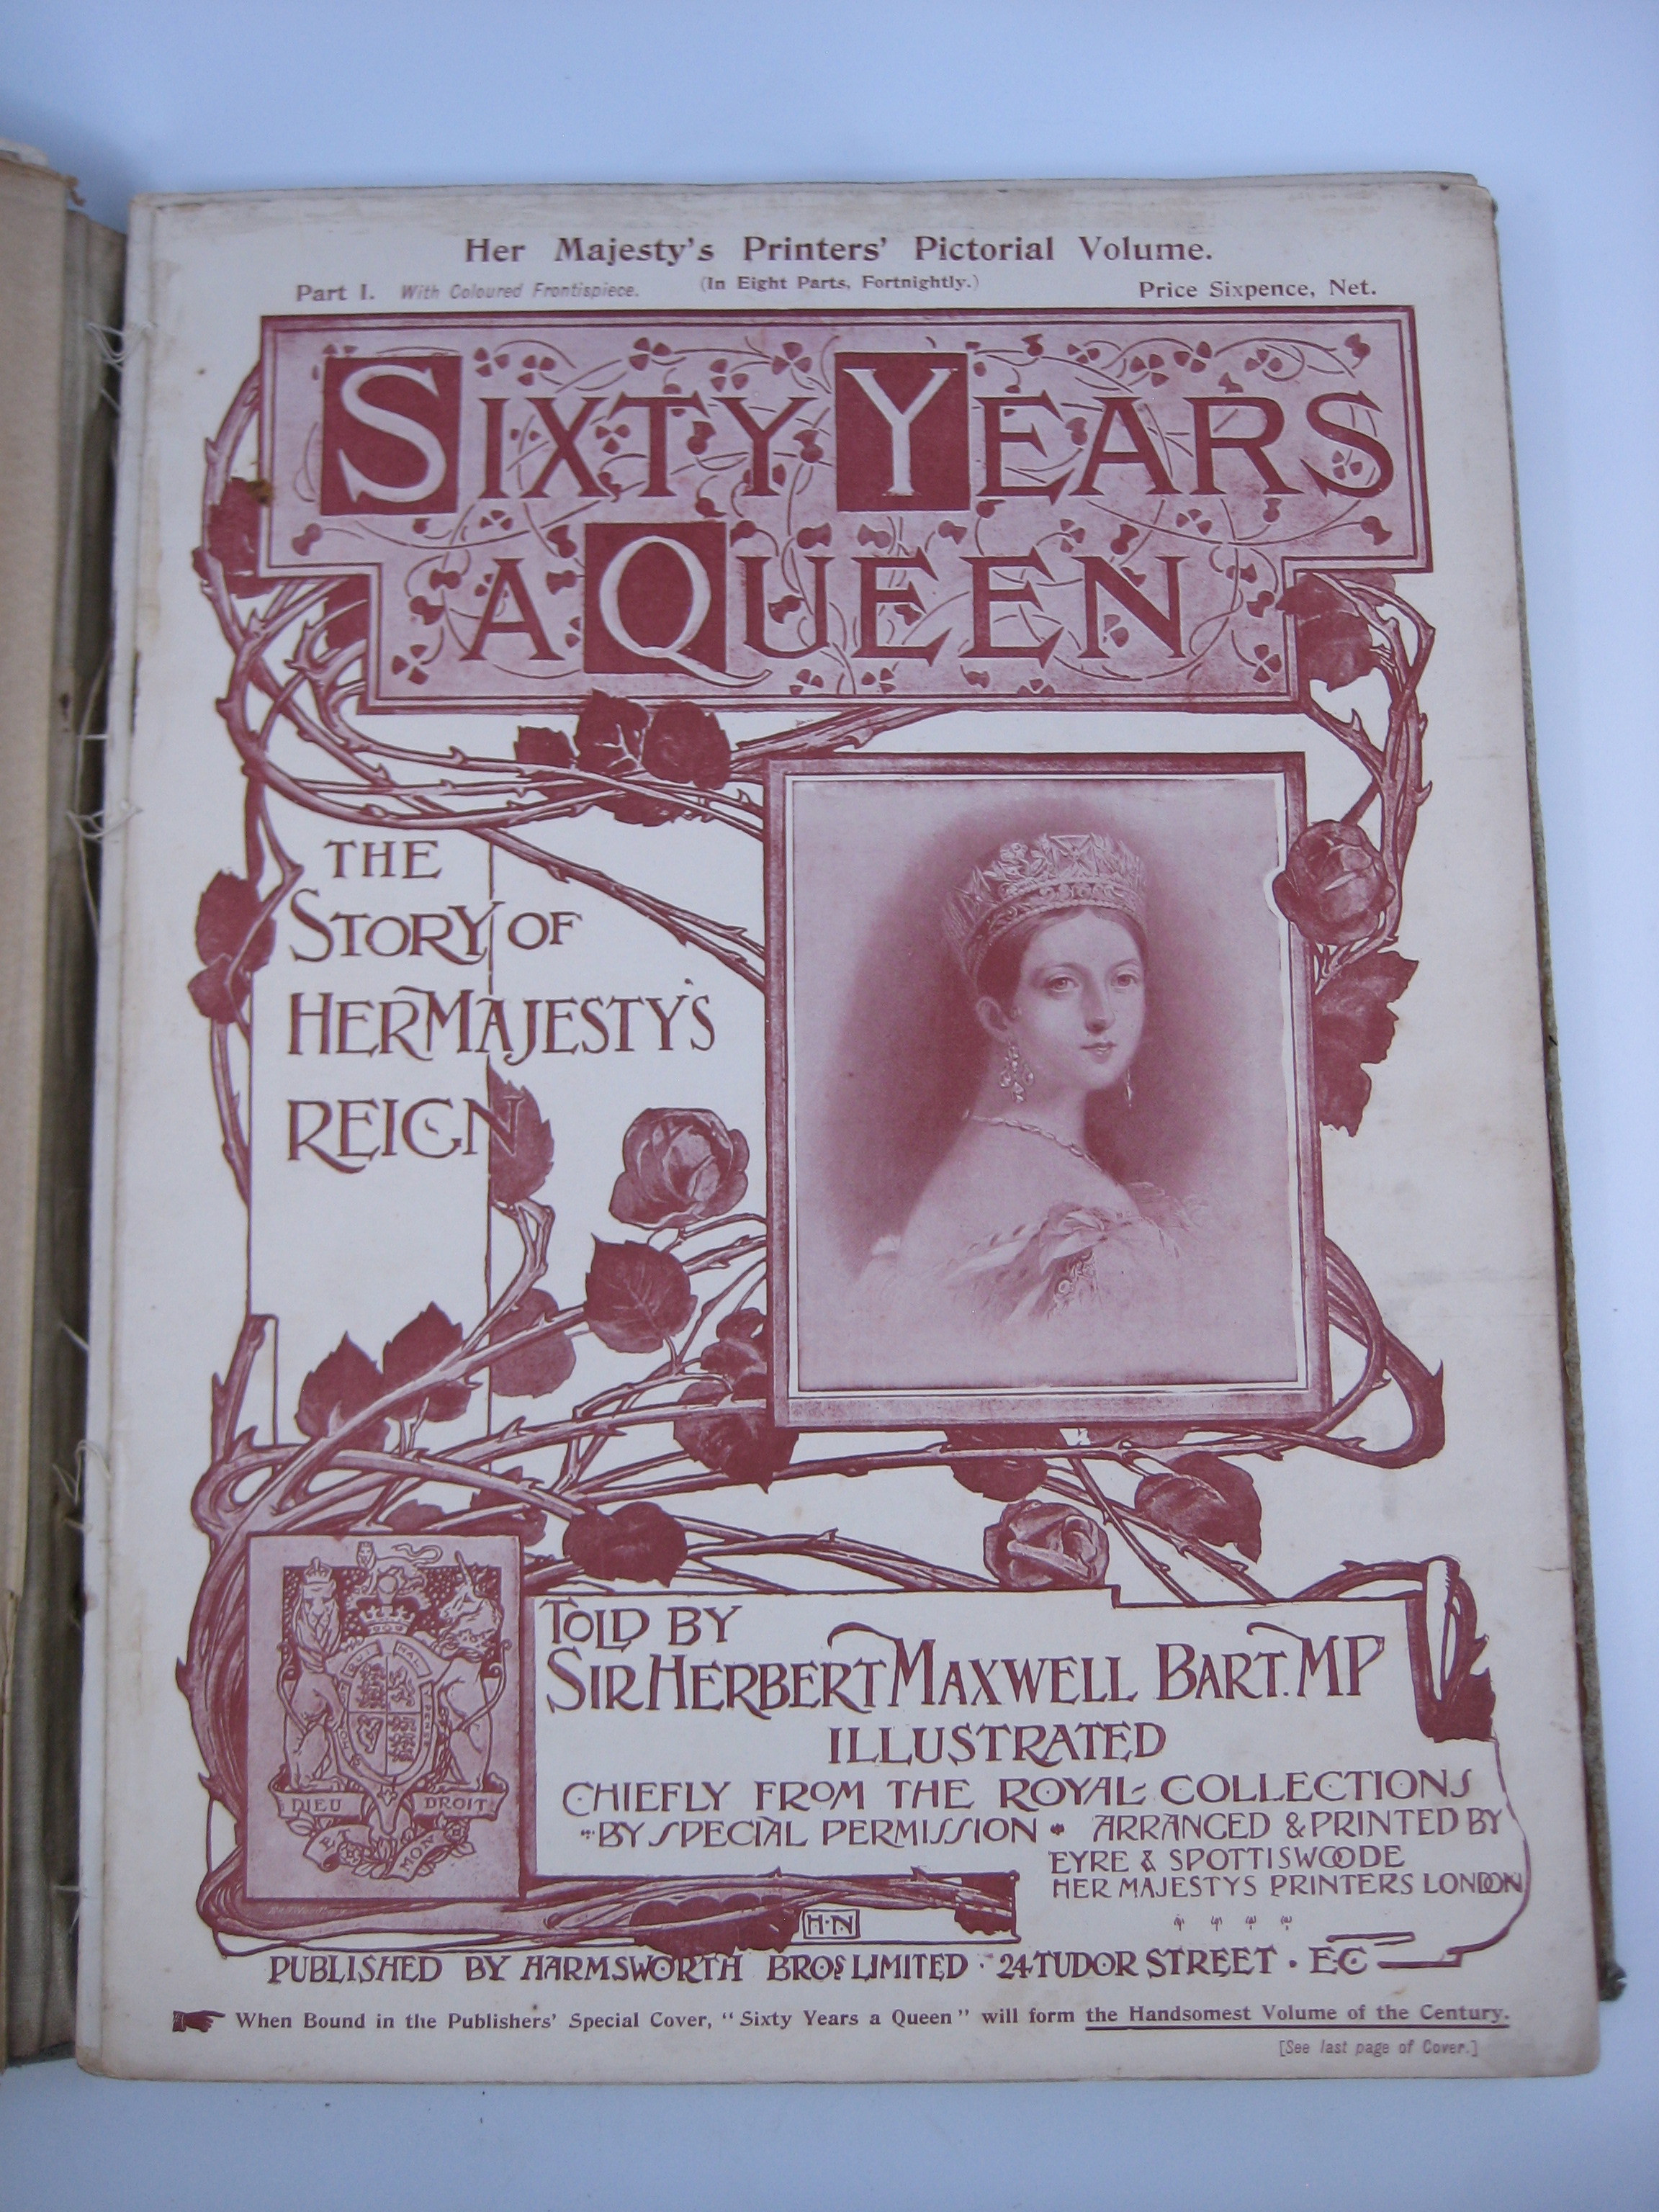 Her Majesty's Printers' Pictorial Volume.
Part I. With Coloured Frontispiece. (In Eight Parts, Fortnightly.) Price Sixpence, Net.
SIXTY YEARS
A QUEEN
THE
STORY OF
HER MAJESTY'S
REIGN
TOLD BY
SIR HERBERT MAXWELL BART. MP
ILLUSTRATED
CHIEFLY FROM THE ROYAL COLLECTIONS
BY SPECIAL PERMISSION • ARRANGED & PRINTED BY
EYRE & SPOTTISWOODE
HER MAJESTYS PRINTERS LONDON
DIEU DROIT
ET MON
H·N
PUBLISHED BY HARMSWORTH BROS LIMITED · 24 TUDOR STREET · EC
When Bound in the Publishers' Special Cover, "Sixty Years a Queen" will form the Handsomest Volume of the Century.
[See last page of Cover.]